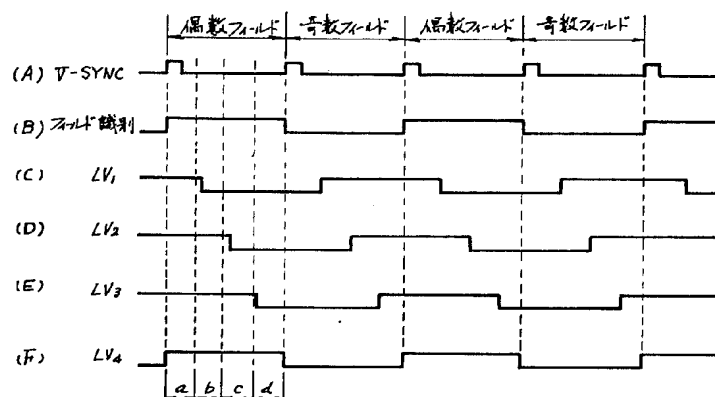 偶数フィールド 奇数フィールド 偶数フィールド 奇数フィールド
(A) V-SYNC
(B) フィールド識別
(C) LV1
(D) LV2
(E) LV3
(F) LV4
a b c d